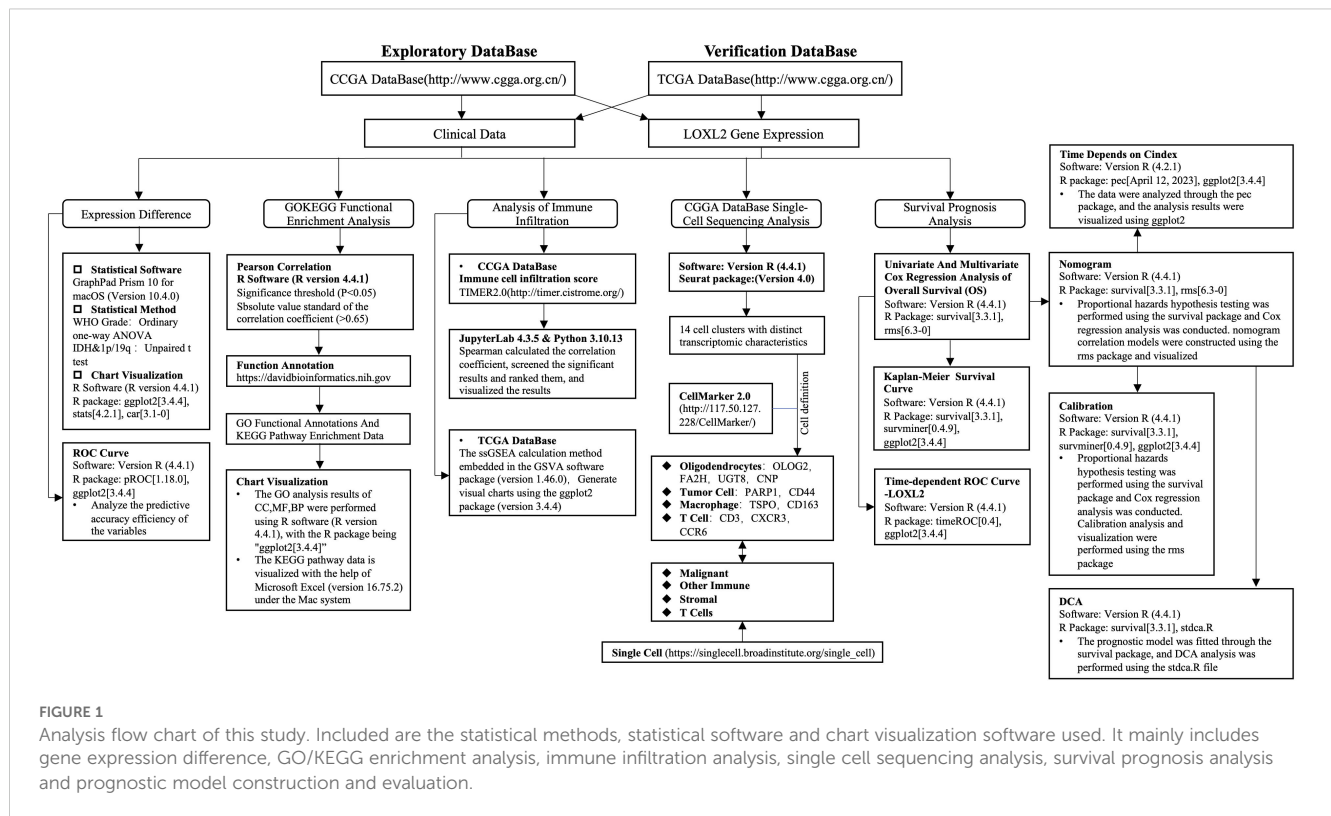 Exploratory DataBase
Verification DataBase
CCGA DataBase(http://www.cgga.org.cn/)
TCGA DataBase(http://www.cgga.org.cn/)
Clinical Data
LOXL2 Gene Expression
Expression Difference
☐ Statistical Software
GraphPad Prism 10 for
macOS (Version 10.4.0)
☐ Statistical Method
WHO Grade: Ordinary
one-way ANOVA
IDH&1p/19q : Unpaired t
test
☐ Chart Visualization
R Software (R version 4.4.1)
R package: ggplot2[3.4.4],
stats[4.2.1], car[3.1-0]
ROC Curve
Software: Version R (4.4.1)
R package: pROC[1.18.0],
ggplot2[3.4.4]
• Analyze the predictive
accuracy efficiency of
the variables
GOKEGG Functional
Enrichment Analysis
Pearson Correlation
R Software (R version 4.4.1)
Significance threshold (P<0.05)
Sbsolute value standard of the
correlation coefficient (>0.65)
Function Annotation
https://davidbioinformatics.nih.gov
GO Functional Annotations And
KEGG Pathway Enrichment Data
Chart Visualization
• The GO analysis results of
CC,MF,BP were performed
using R software (R version
4.4.1), with the R package being
"ggplot2[3.4.4]"
• The KEGG pathway data is
visualized with the help of
Microsoft Excel (version 16.75.2)
under the Mac system
Analysis of Immune
Infiltration
• CCGA DataBase
Immune cell infiltration score
TIMER2.0(http://timer.cistrome.org/)
JupyterLab 4.3.5 & Python 3.10.13
Spearman calculated the correlation
coefficient, screened the significant
results and ranked them, and
visualized the results
• TCGA DataBase
The ssGSEA calculation method
embedded in the GSVA software
package (version 1.46.0), Generate
visual charts using the ggplot2
package (version 3.4.4)
CGGA DataBase Single-
Cell Sequencing Analysis
Software: Version R (4.4.1)
Seurat package:(Version 4.0)
14 cell clusters with distinct
transcriptomic characteristics
CellMarker 2.0
(http://117.50.127.
228/CellMarker/)
Cell definition
◆ Oligodendrocytes: OLOG2,
FA2H, UGT8, CNP
◆ Tumor Cell: PARP1, CD44
◆ Macrophage: TSPO, CD163
◆ T Cell: CD3, CXCR3,
CCR6
◆ Malignant
◆ Other Immune
◆ Stromal
◆ T Cells
Single Cell (https://singlecell.broadinstitute.org/single_cell)
Survival Prognosis
Analysis
Univariate And Multivariate
Cox Regression Analysis of
Overall Survival (OS)
Software: Version R (4.4.1)
R Package: survival[3.3.1],
rms[6.3-0]
Kaplan-Meier Survival
Curve
Software: Version R (4.4.1)
R Package: survival[3.3.1],
survminer[0.4.9],
ggplot2[3.4.4]
Time-dependent ROC Curve
-LOXL2
Software: Version R (4.4.1)
R package: timeROC[0.4],
ggplot2[3.4.4]
Time Depends on Cindex
Software: Version R (4.2.1)
R package: pec[April 12, 2023], ggplot2[3.4.4]
• The data were analyzed through the pec
package, and the analysis results were
visualized using ggplot2
Nomogram
Software: Version R (4.4.1)
R Package: survival[3.3.1], rms[6.3-0]
• Proportional hazards hypothesis testing was
performed using the survival package and Cox
regression analysis was conducted. nomogram
correlation models were constructed using the
rms package and visualized
Calibration
Software: Version R (4.4.1)
R Package: survival[3.3.1],
survminer[0.4.9], ggplot2[3.4.4]
• Proportional hazards
hypothesis testing was
performed using the survival
package and Cox regression
analysis was conducted.
Calibration analysis and
visualization were
performed using the rms
package
DCA
Software: Version R (4.4.1)
R Package: survival[3.3.1], stdca.R
• The prognostic model was fitted through the
survival package, and DCA analysis was
performed using the stdca.R file
FIGURE 1
Analysis flow chart of this study. Included are the statistical methods, statistical software and chart visualization software used. It mainly includes
gene expression difference, GO/KEGG enrichment analysis, immune infiltration analysis, single cell sequencing analysis, survival prognosis analysis
and prognostic model construction and evaluation.